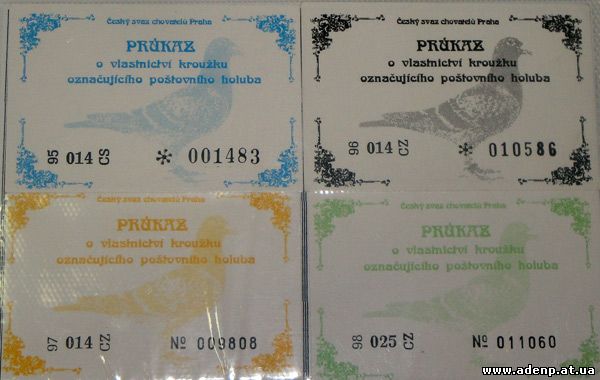 Český svaz chovatelů Praha
PRŮKAZ
o vlastnictví kroužku
označujícího poštovního holuba
95 014 CS * 001483
Český svaz chovatelů Praha
PRŮKAZ
o vlastnictví kroužku
označujícího poštovního holuba
96 014 CZ * 010586
Český svaz chovatelů Praha
PRŮKAZ
o vlastnictví kroužku
označujícího poštovního holuba
97 014 CZ № 009808
Český svaz chovatelů Praha
PRŮKAZ
o vlastnictví kroužku
označujícího poštovního holuba
98 025 CZ № 011060
www.adenp.at.ua